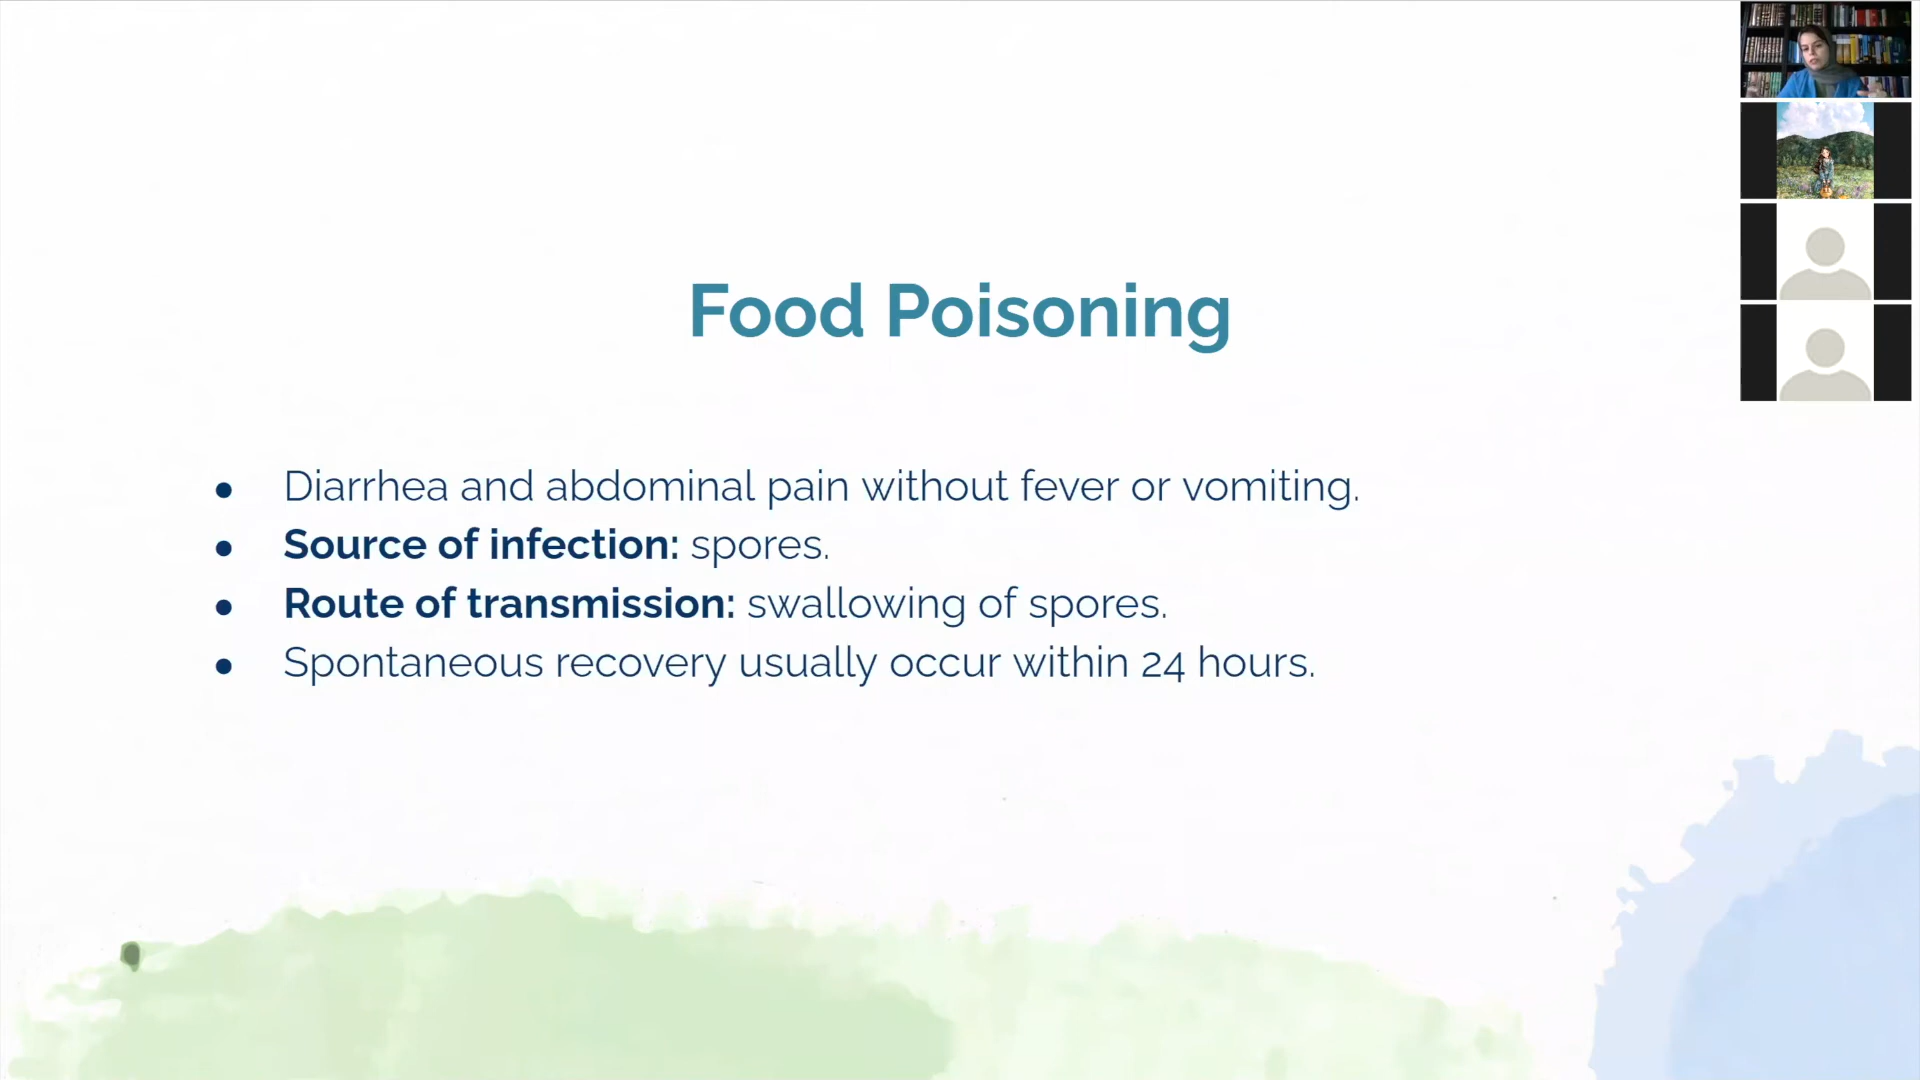 Food Poisoning
● Diarrhea and abdominal pain without fever or vomiting.
● Source of infection: spores.
● Route of transmission: swallowing of spores.
● Spontaneous recovery usually occur within 24 hours.